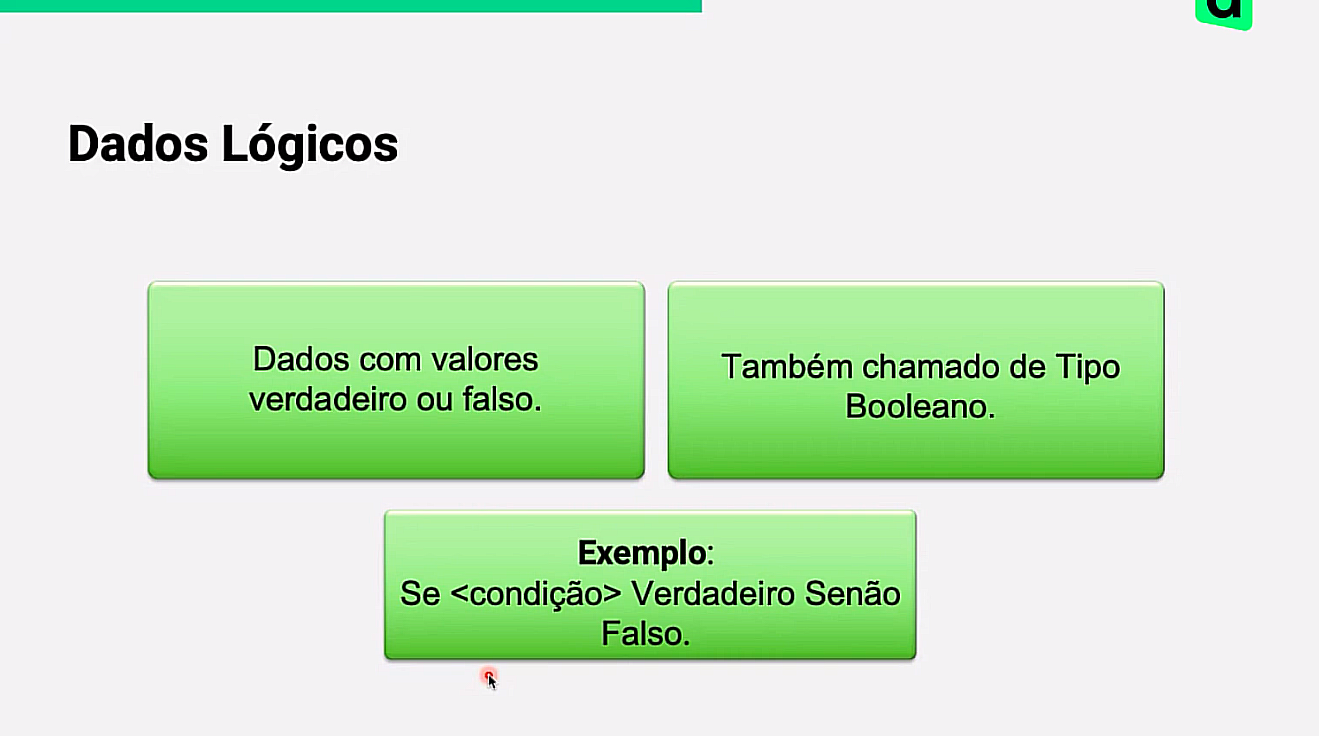 Dados Lógicos
Dados com valores
verdadeiro ou falso.
Também chamado de Tipo
Booleano.
Exemplo:
Se <condição> Verdadeiro Senão
Falso.